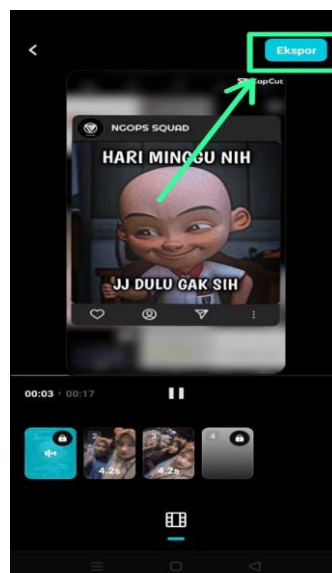 Ekspor
CapCut
NGOPS SQUAD
HARI MINGGU NIH
JJ DULU GAK SIH
00:03 00:17
2 4
4.2s 4.2s